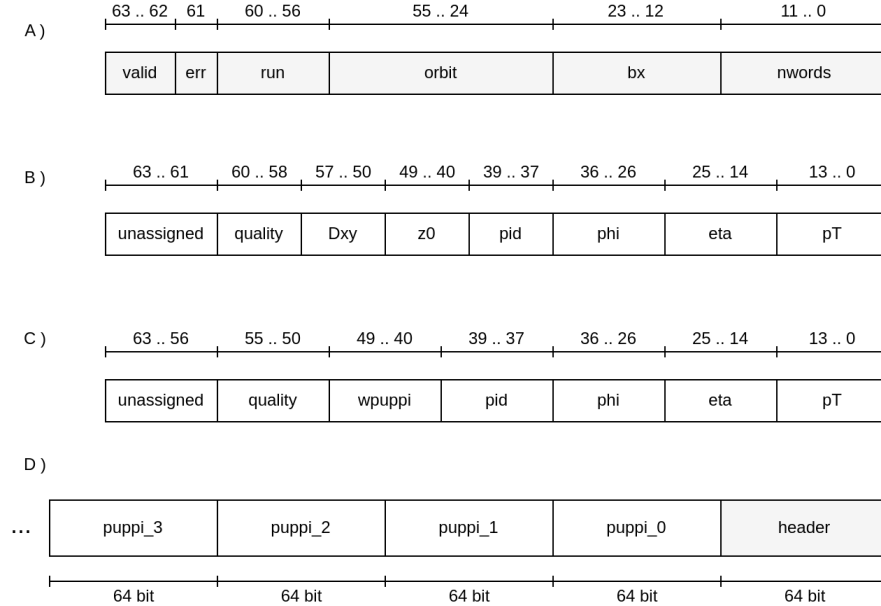 63 .. 62 61 60 .. 56 55 .. 24 23 .. 12 11 .. 0
A )
valid err run orbit bx nwords
63 .. 61 60 .. 58 57 .. 50 49 .. 40 39 .. 37 36 .. 26 25 .. 14 13 .. 0
B )
unassigned quality Dxy z0 pid phi eta pT
63 .. 56 55 .. 50 49 .. 40 39 .. 37 36 .. 26 25 .. 14 13 .. 0
C )
unassigned quality wpuppi pid phi eta pT
D )
... puppi_3 puppi_2 puppi_1 puppi_0 header
64 bit 64 bit 64 bit 64 bit 64 bit